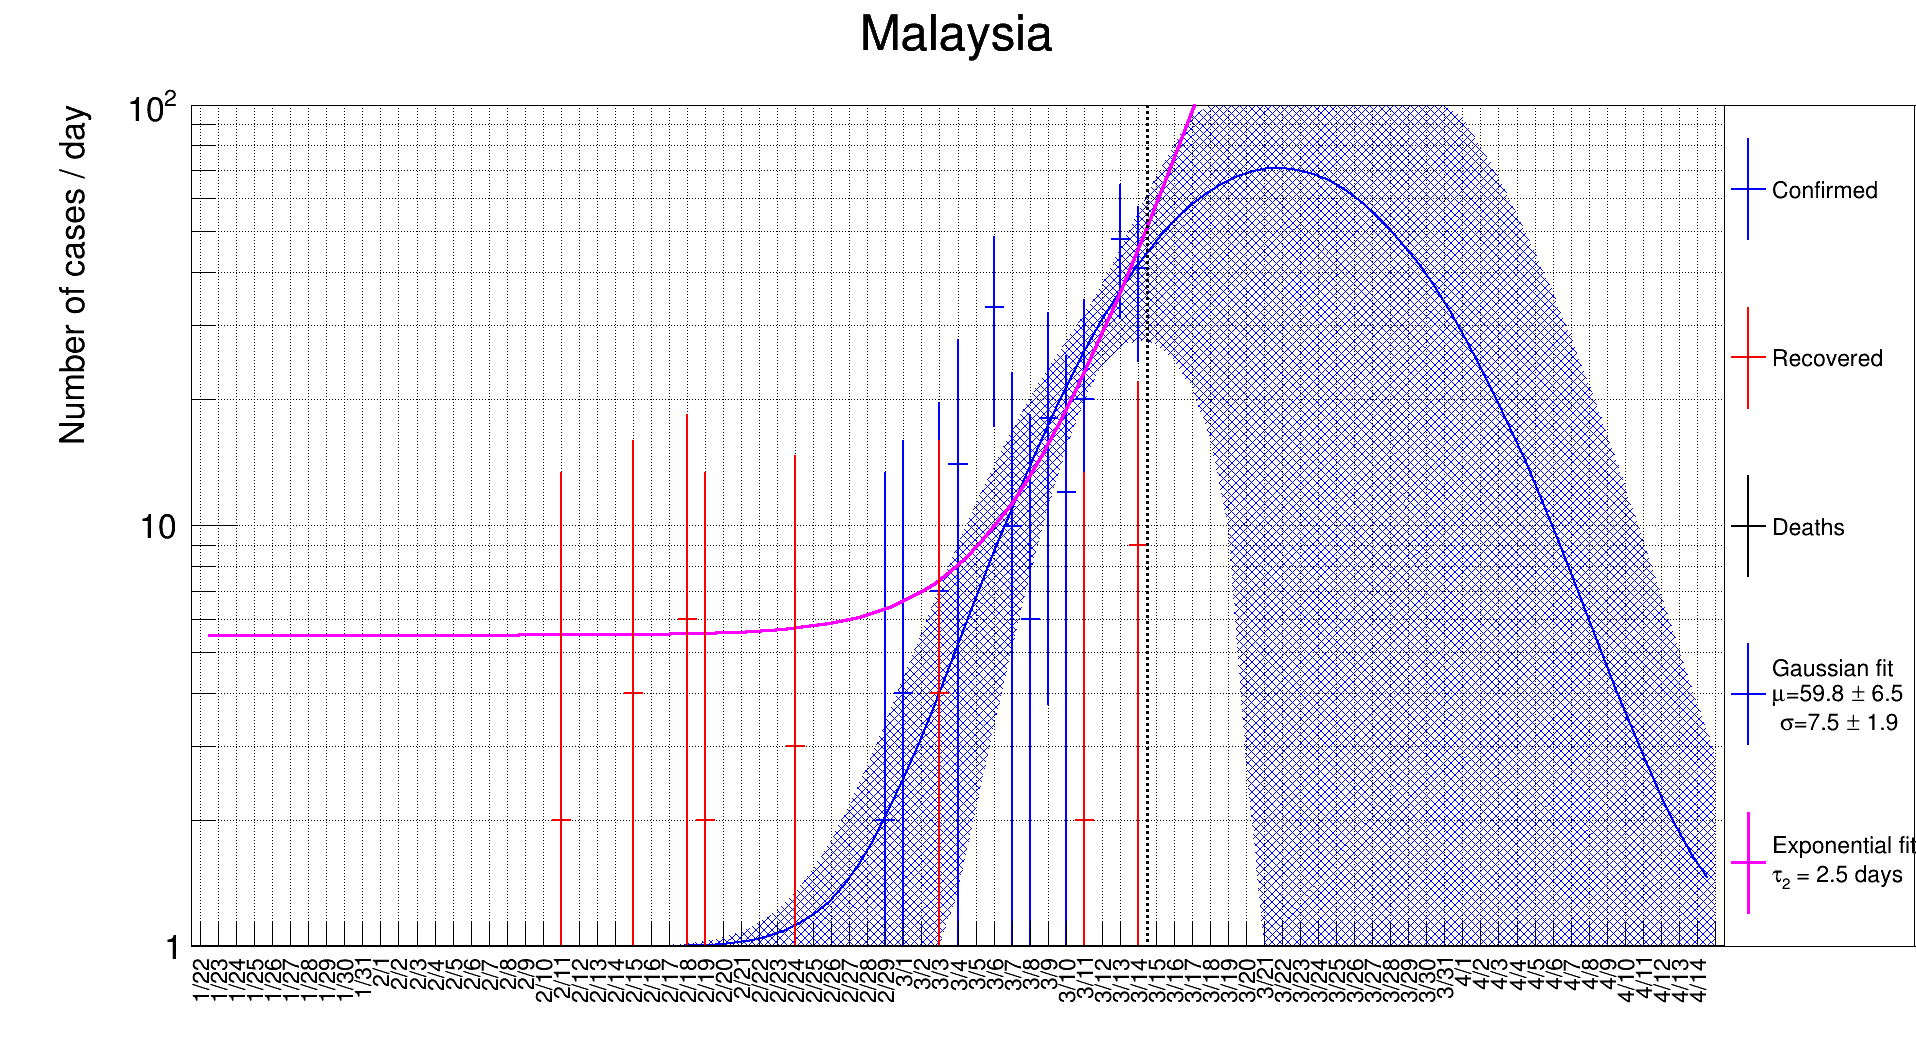 Malaysia
Number of cases / day
10²
10
1
1/22 1/23 1/24 1/25 1/26 1/27 1/28 1/29 1/30 1/31 2/1 2/2 2/3 2/4 2/5 2/6 2/7 2/8 2/9 2/10 2/11 2/12 2/13 2/14 2/15 2/16 2/17 2/18 2/19 2/20 2/21 2/22 2/23 2/24 2/25 2/26 2/27 2/28 2/29 3/1 3/2 3/3 3/4 3/5 3/6 3/7 3/8 3/9 3/10 3/11 3/12 3/13 3/14 3/15 3/16 3/17 3/18 3/19 3/20 3/21 3/22 3/23 3/24 3/25 3/26 3/27 3/28 3/29 3/30 3/31 4/1 4/2 4/3 4/4 4/5 4/6 4/7 4/8 4/9 4/10 4/11 4/12 4/13 4/14
Confirmed
Recovered
Deaths
Gaussian fit
μ=59.8 ± 6.5
σ=7.5 ± 1.9
Exponential fit
τ₂ = 2.5 days